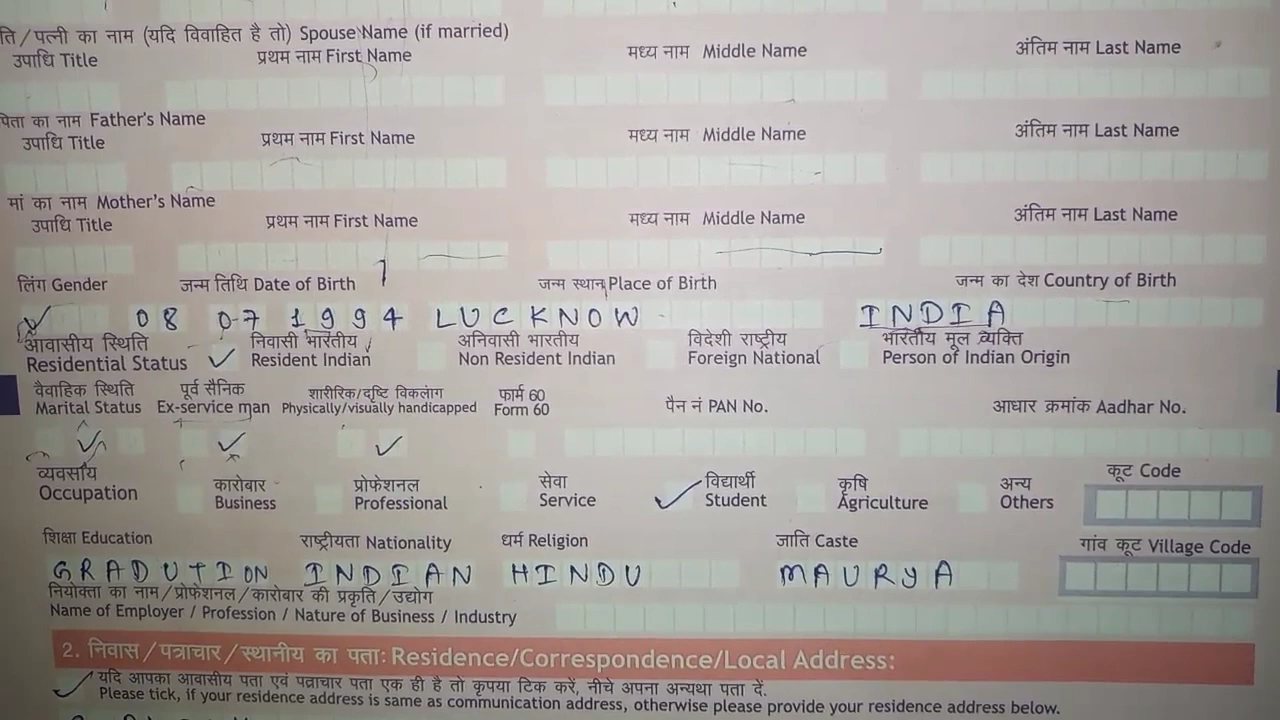 ति/पत्नी का नाम (यदि विवाहित है तो) Spouse Name (if married)
उपाधि Title प्रथम नाम First Name मध्य नाम Middle Name अंतिम नाम Last Name
पिता का नाम Father's Name
उपाधि Title प्रथम नाम First Name मध्य नाम Middle Name अंतिम नाम Last Name
मां का नाम Mother's Name
उपाधि Title प्रथम नाम First Name मध्य नाम Middle Name अंतिम नाम Last Name
लिंग Gender जन्म तिथि Date of Birth जन्म स्थान Place of Birth जन्म का देश Country of Birth
08 07 1994 LUCKNOW INDIA
आवासीय स्थिति निवासी भारतीय अनिवासी भारतीय विदेशी राष्ट्रीय भारतीय मूल व्यक्ति
Residential Status Resident Indian Non Resident Indian Foreign National Person of Indian Origin
वैवाहिक स्थिति पूर्व सैनिक शारीरिक/दृष्टि विकलांग फार्म 60 पैन नं PAN No. आधार क्रमांक Aadhar No.
Marital Status Ex-service man Physically/visually handicapped Form 60
व्यवसाय कारोबार प्रोफेशनल सेवा विद्यार्थी कृषि अन्य कूट Code
Occupation Business Professional Service Student Agriculture Others
शिक्षा Education राष्ट्रीयता Nationality धर्म Religion जाति Caste गांव कूट Village Code
GRADUTION INDIAN HINDU MAURYA
नियोक्ता का नाम/प्रोफेशनल/कारोबार की प्रकृति/उद्योग
Name of Employer / Profession / Nature of Business / Industry
2. निवास/पत्राचार/स्थानीय का पताः Residence/Correspondence/Local Address:
यदि आपका आवासीय पता एवं पत्राचार पता एक ही है तो कृपया टिक करें, नीचे अपना अन्यथा पता दें.
Please tick, if your residence address is same as communication address, otherwise please provide your residence address below.